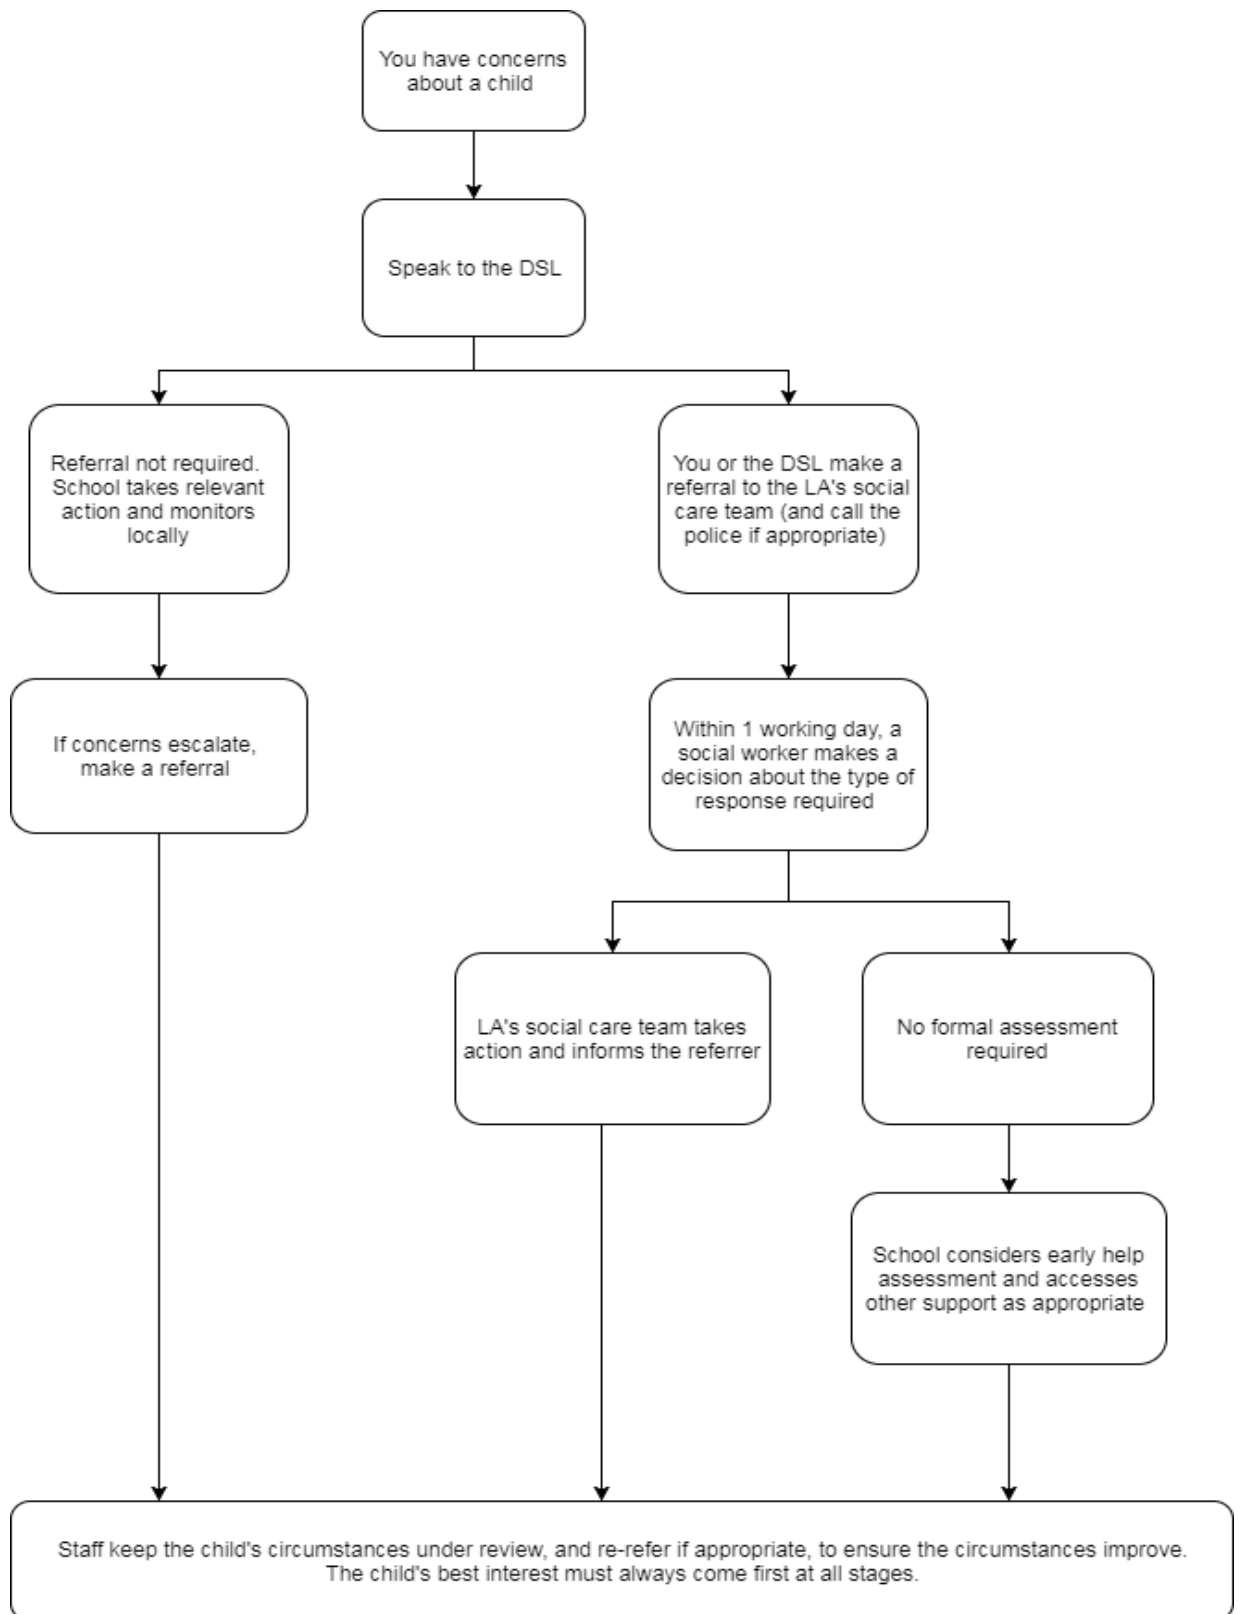 You have concerns
about a child
Speak to the DSL
Referral not required.
School takes relevant
action and monitors
locally
You or the DSL make a
referral to the LA's social
care team (and call the
police if appropriate)
If concerns escalate,
make a referral
Within 1 working day, a
social worker makes a
decision about the type of
response required
LA's social care team takes
action and informs the referrer
No formal assessment
required
School considers early help
assessment and accesses
other support as appropriate
Staff keep the child's circumstances under review, and re-refer if appropriate, to ensure the circumstances improve.
The child's best interest must always come first at all stages.